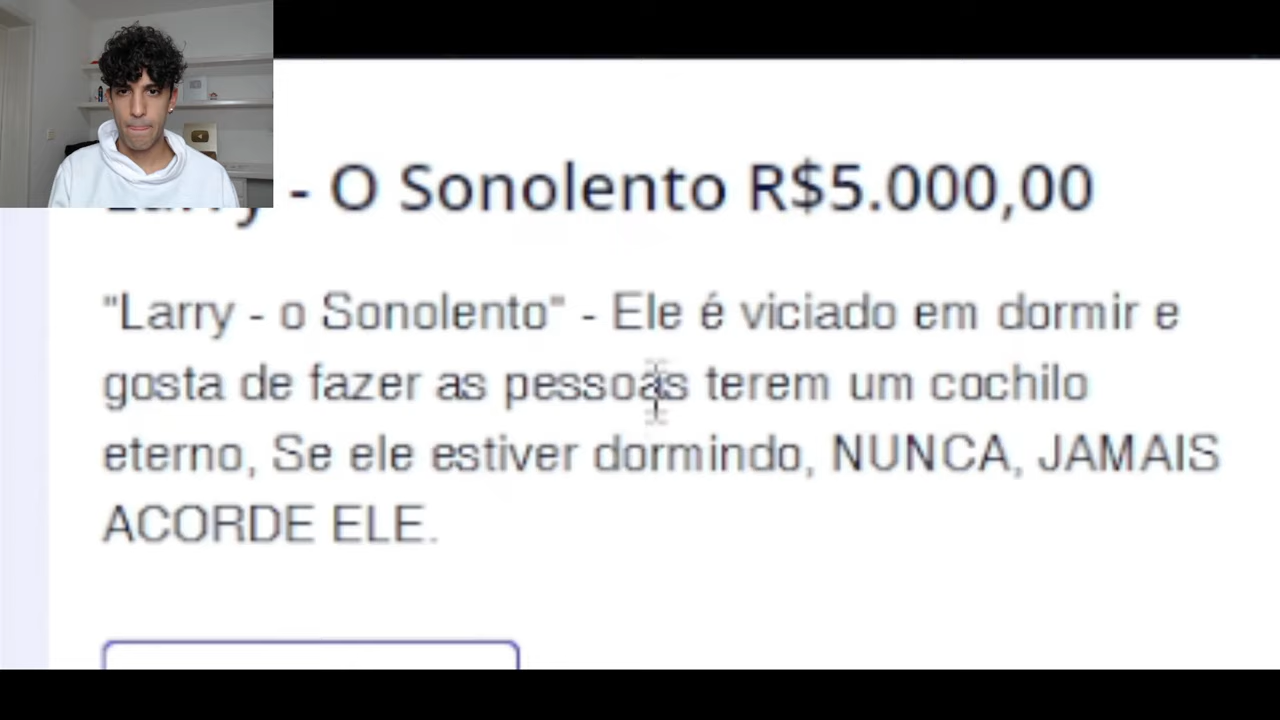 Larry - O Sonolento R$5.000,00
"Larry - o Sonolento" - Ele é viciado em dormir e
gosta de fazer as pessoas terem um cochilo
eterno, Se ele estiver dormindo, NUNCA, JAMAIS
ACORDE ELE.